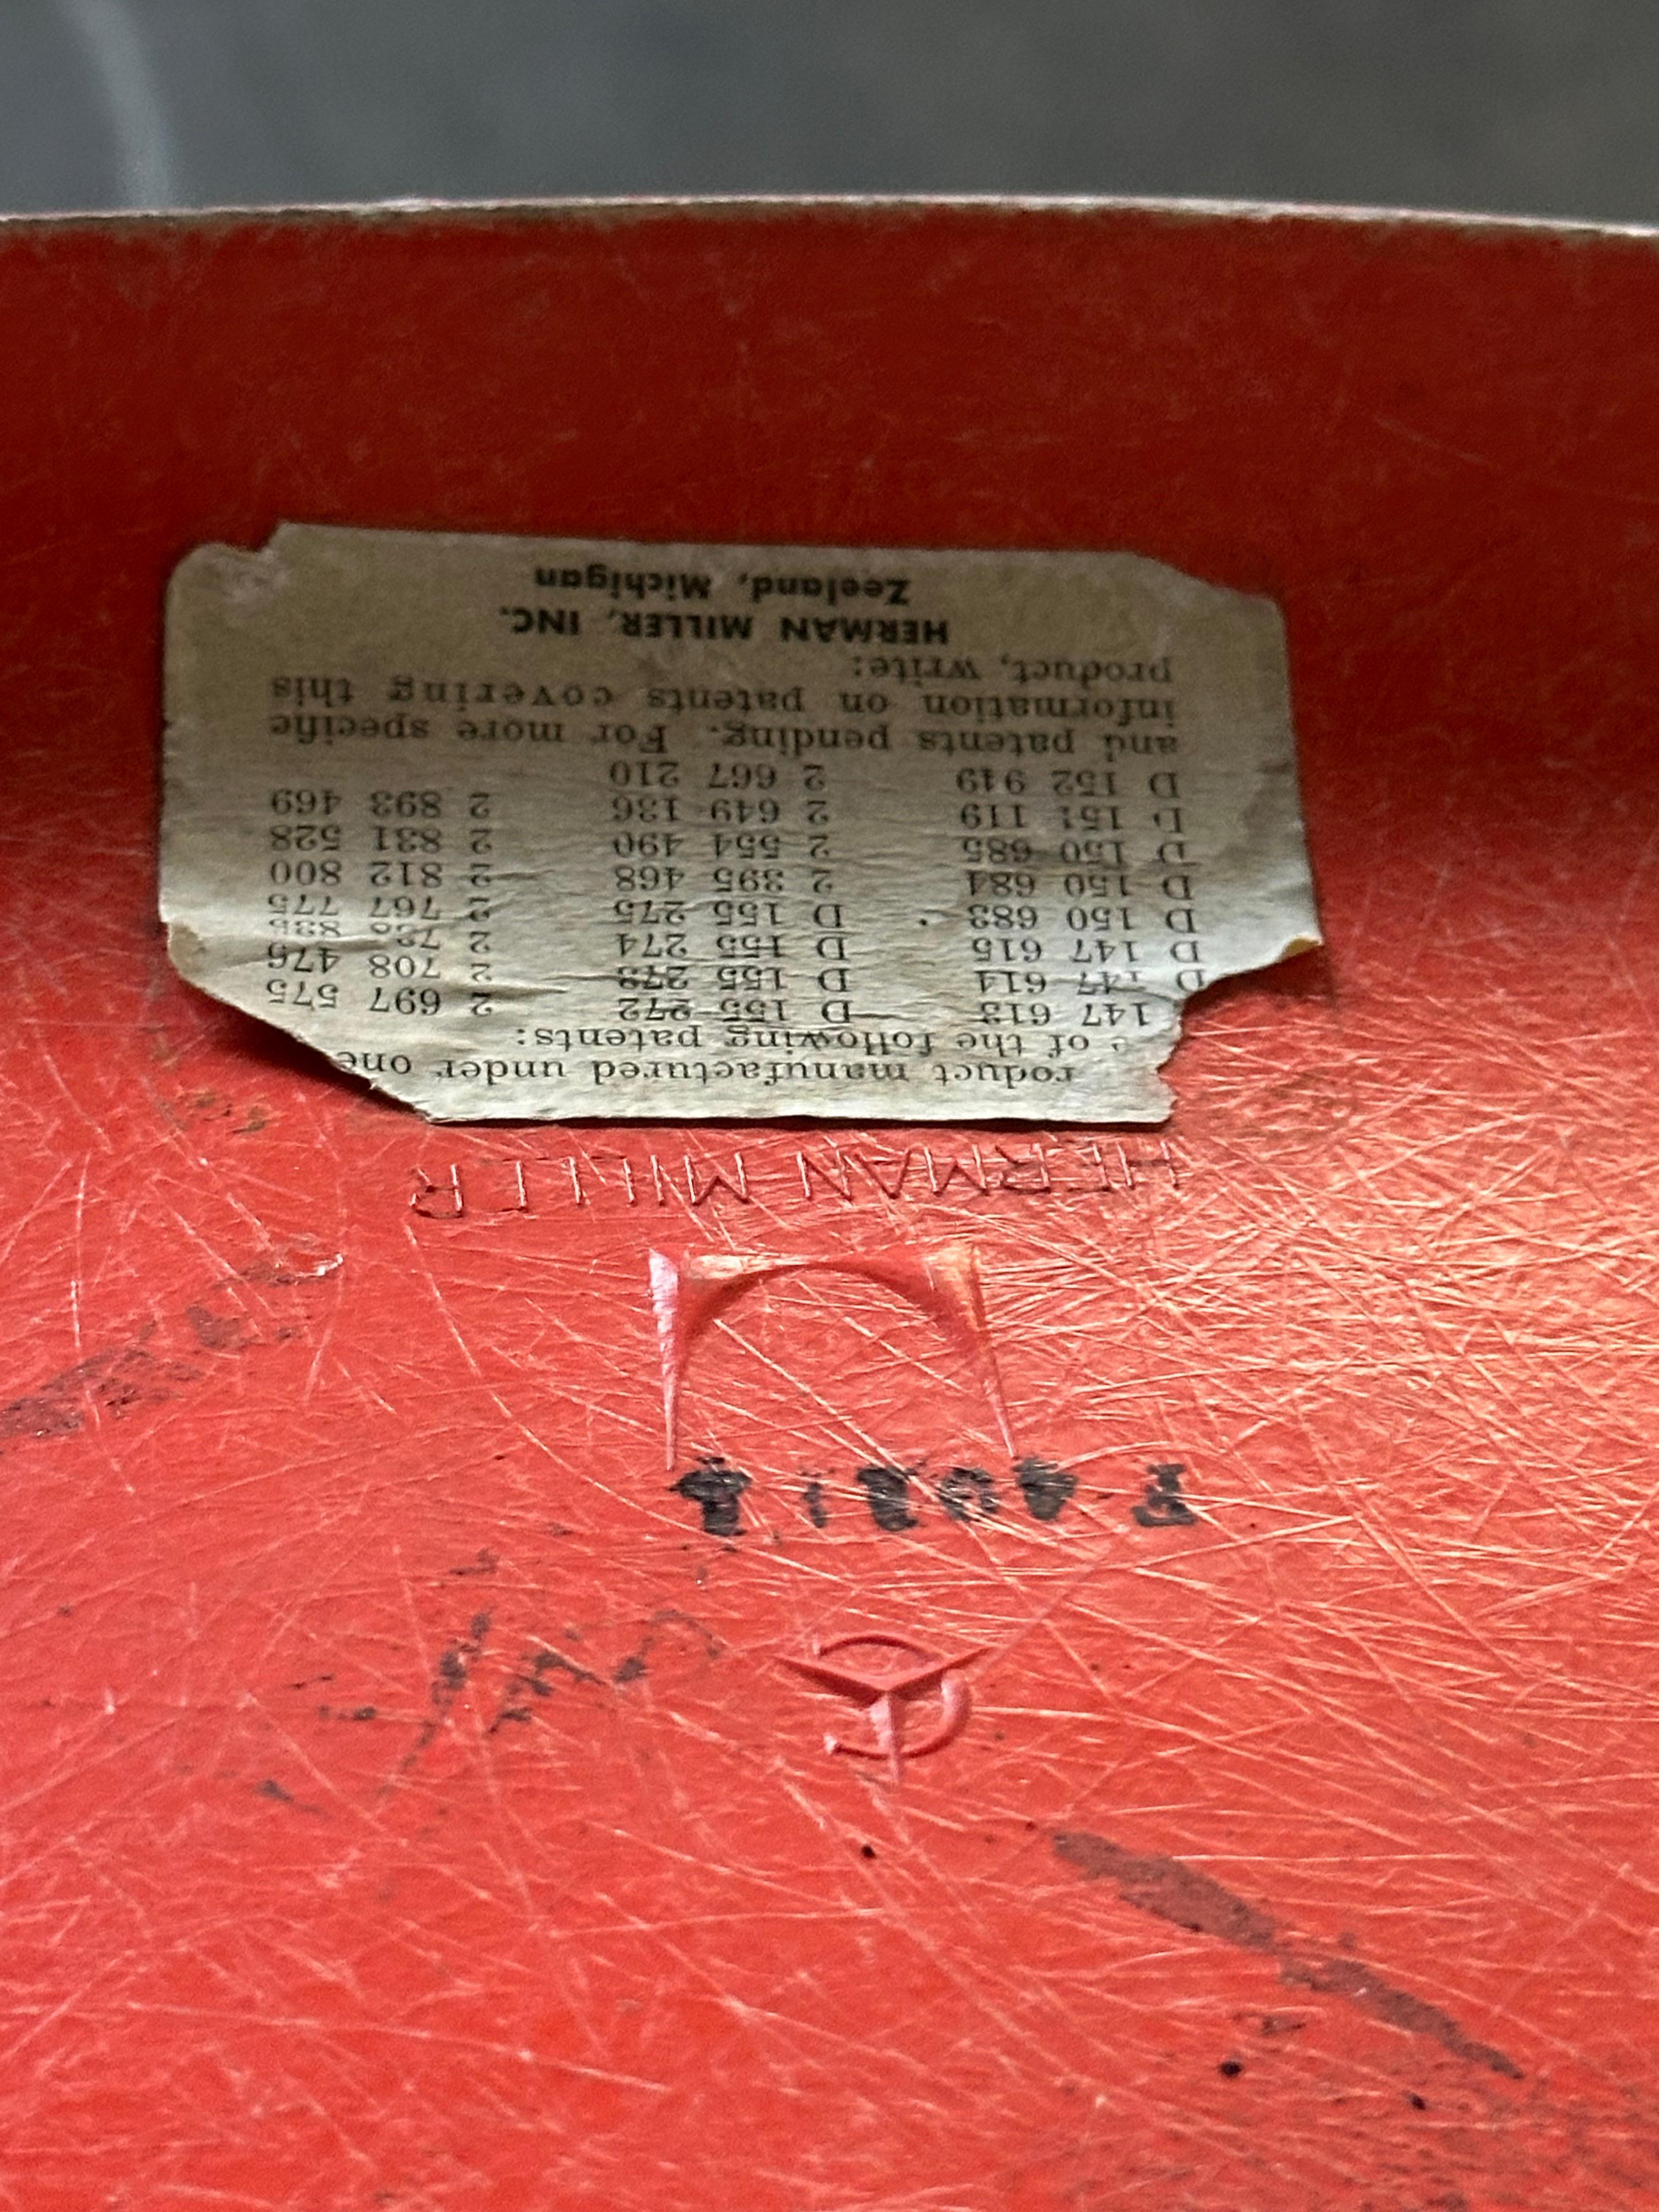 HERMAN MILLER
roduct manufactured under one
of the following patents:
147 613 D 155 272 2 697 575
D 147 614 D 155 273 2 708 476
D 147 615 D 155 274 2 736 835
D 150 683 D 155 275 2 767 775
D 150 684 2 395 468 2 812 800
D 150 685 2 554 490 2 831 528
D 151 119 2 649 136 2 893 469
D 152 949 2 667 210
and patents pending. For more specific
information on patents covering this
product, write:
HERMAN MILLER, INC.
Zeeland, Michigan